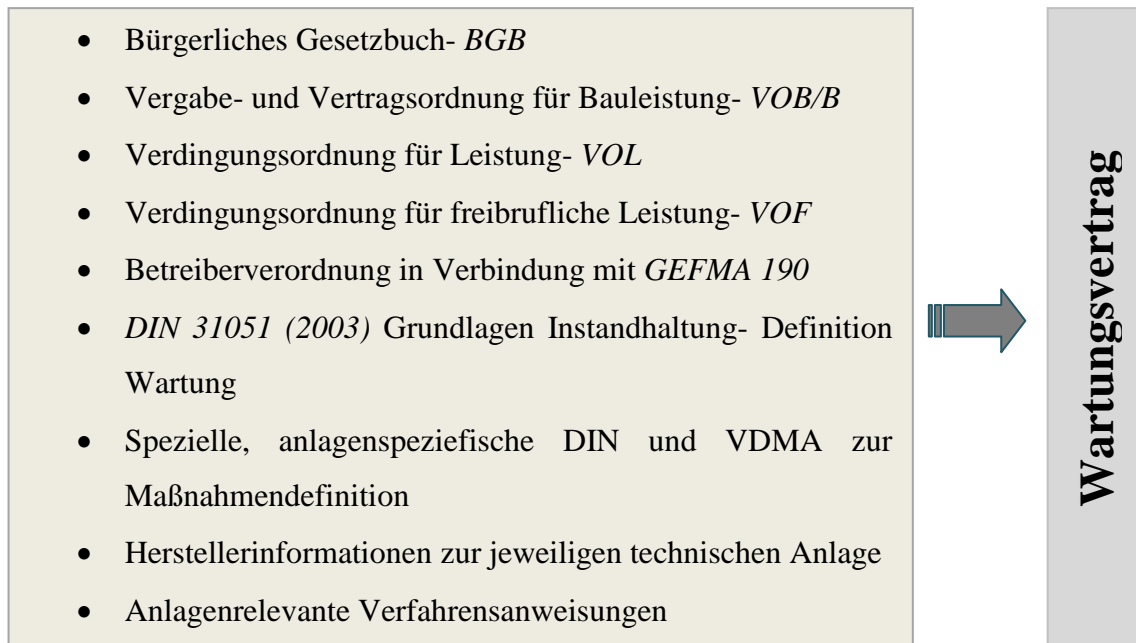 • Bürgerliches Gesetzbuch- BGB
• Vergabe- und Vertragsordnung für Bauleistung- VOB/B
• Verdingungsordnung für Leistung- VOL
• Verdingungsordnung für freibrufliche Leistung- VOF
• Betreiberverordnung in Verbindung mit GEFMA 190
• DIN 31051 (2003) Grundlagen Instandhaltung- Definition
Wartung
• Spezielle, anlagenspeziefische DIN und VDMA zur
Maßnahmendefinition
• Herstellerinformationen zur jeweiligen technischen Anlage
• Anlagenrelevante Verfahrensanweisungen
Wartungsvertrag